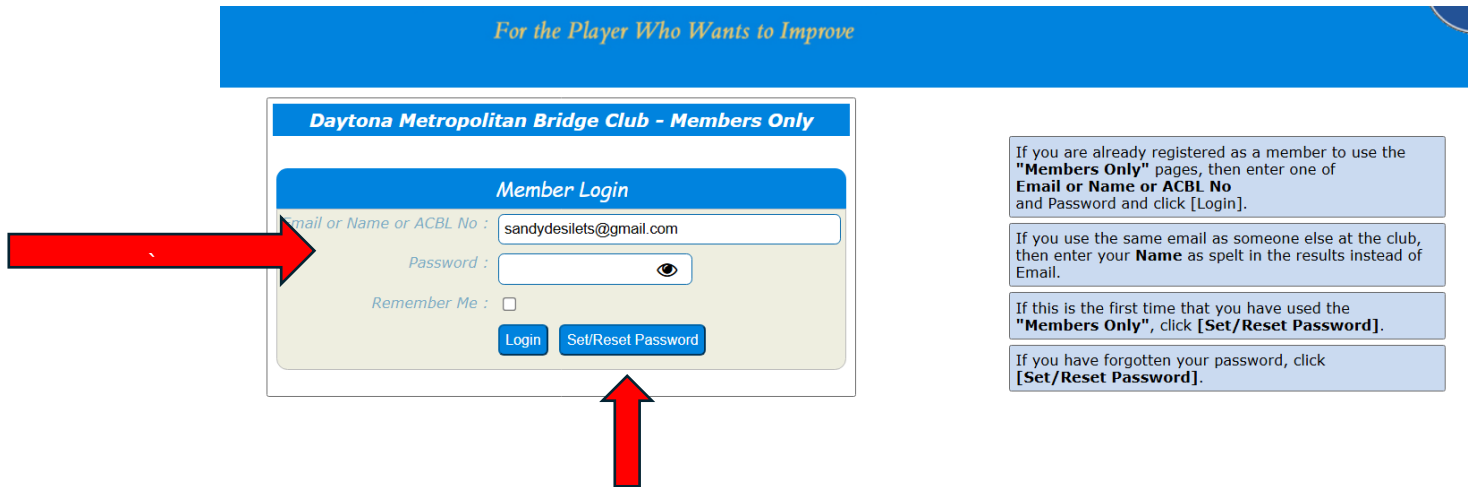 For the Player Who Wants to Improve
Daytona Metropolitan Bridge Club - Members Only
Member Login
Email or Name or ACBL No :
sandydesilets@gmail.com
Password :
Remember Me :
Login
Set/Reset Password
`
If you are already registered as a member to use the
"Members Only" pages, then enter one of
Email or Name or ACBL No
and Password and click [Login].
If you use the same email as someone else at the club,
then enter your Name as spelt in the results instead of
Email.
If this is the first time that you have used the
"Members Only", click [Set/Reset Password].
If you have forgotten your password, click
[Set/Reset Password].